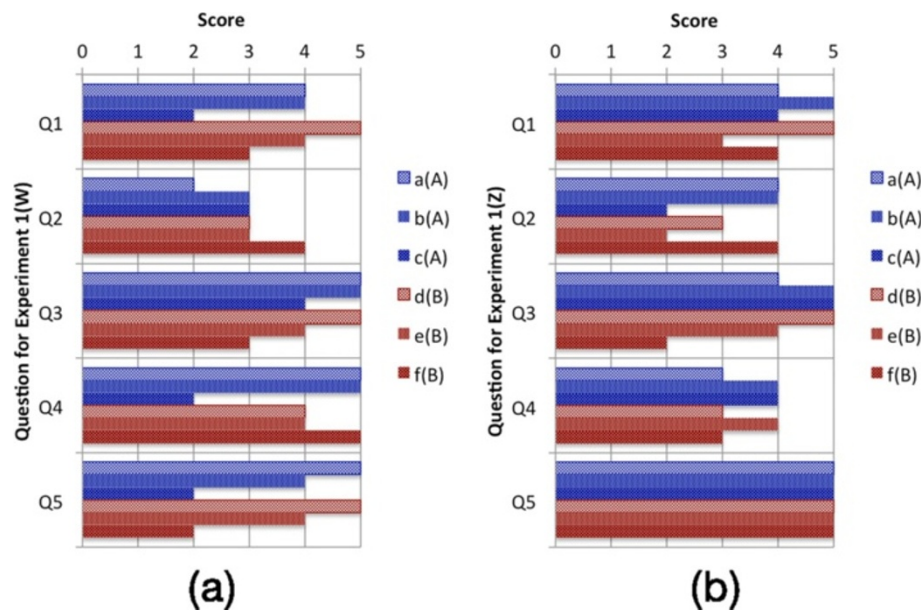 Score
0 1 2 3 4 5
Question for Experiment 1(W)
Q1
Q2
Q3
Q4
Q5
a(A)
b(A)
c(A)
d(B)
e(B)
f(B)
(a)
Score
0 1 2 3 4 5
Question for Experiment 1(Z)
Q1
Q2
Q3
Q4
Q5
a(A)
b(A)
c(A)
d(B)
e(B)
f(B)
(b)